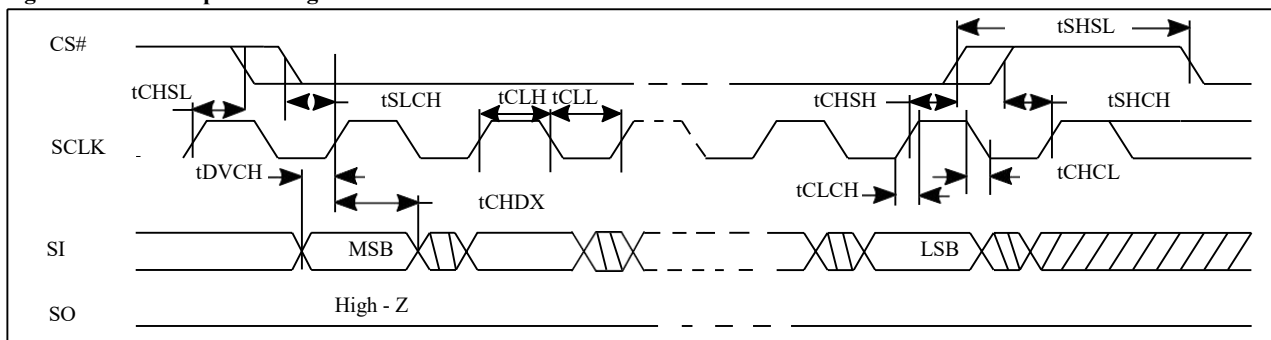 CS#
tSHSL
tCHSL
tSLCH
tCLH
tCLL
tCHSH
tSHCH
SCLK
tDVCH
tCHDX
tCLCH
tCHCL
SI
MSB
LSB
SO
High - Z